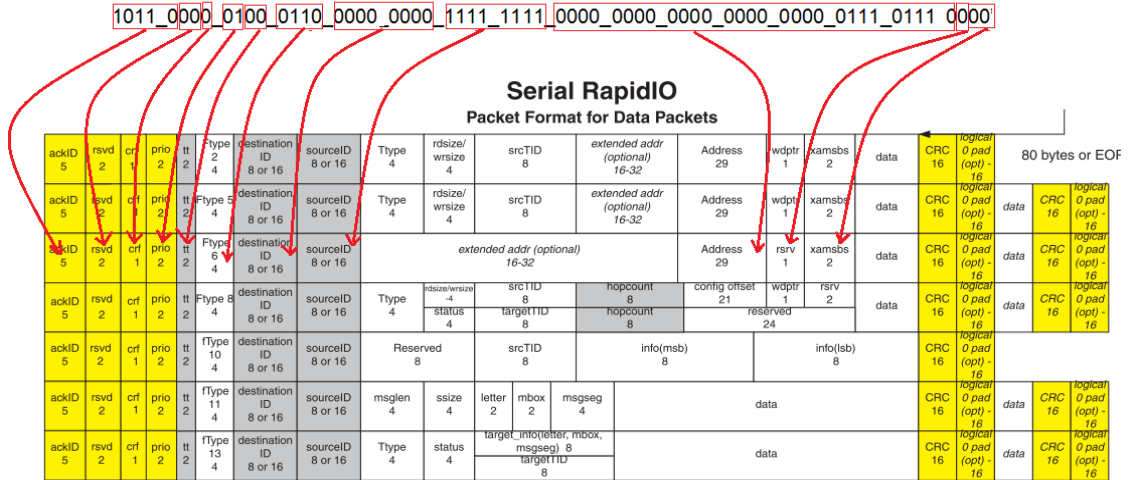 1011_0000_0100_0110_0000_0000_1111_1111_0000_0000_0000_0000_0000_0111_0111 0000
Serial RapidIO
Packet Format for Data Packets
ackID 5 rsvd 2 crf 1 prio 2 tt 2 Ftype 2 4 destination ID 8 or 16 sourceID 8 or 16 Ttype 4 rdsize/ wrsize 4 srcTID 8 extended addr (optional) 16-32 Address 29 wdptr 1 xamsbs 2 data CRC 16 logical 0 pad (opt) - 16 80 bytes or EOP
ackID 5 rsvd 2 crf 1 prio 2 tt 2 Ftype 5 4 destination ID 8 or 16 sourceID 8 or 16 Ttype 4 rdsize/ wrsize 4 srcTID 8 extended addr (optional) 16-32 Address 29 wdptr 1 xamsbs 2 data CRC 16 logical 0 pad (opt) - 16 data CRC 16 logical 0 pad (opt) - 16
ackID 5 rsvd 2 crf 1 prio 2 tt 2 Ftype 6 4 destination ID 8 or 16 sourceID 8 or 16 extended addr (optional) 16-32 Address 29 rsrv 1 xamsbs 2 data CRC 16 logical 0 pad (opt) - 16 data CRC 16 logical 0 pad (opt) - 16
ackID 5 rsvd 2 crf 1 prio 2 tt 2 Ftype 8 4 destination ID 8 or 16 sourceID 8 or 16 Ttype 4 rdsize/wrsize -4 srcTID 8 hopcount 8 config offset 21 wdptr 1 rsrv 2 status 4 targetTID 8 hopcount 8 reserved 24 data CRC 16 logical 0 pad (opt) - 16 data CRC 16 logical 0 pad (opt) - 16
ackID 5 rsvd 2 crf 1 prio 2 tt 2 fType 10 4 destination ID 8 or 16 sourceID 8 or 16 Reserved 8 srcTID 8 info(msb) 8 info(lsb) 8 CRC 16 logical 0 pad (opt) - 16
ackID 5 rsvd 2 crf 1 prio 2 tt 2 fType 11 4 destination ID 8 or 16 sourceID 8 or 16 msglen 4 ssize 4 letter 2 mbox 2 msgseg 4 data CRC 16 logical 0 pad (opt) - 16 data CRC 16 logical 0 pad (opt) - 16
ackID 5 rsvd 2 crf 1 prio 2 tt 2 fType 13 4 destination ID 8 or 16 sourceID 8 or 16 Ttype 4 status 4 target_info(letter, mbox, msgseg) 8 targetTID 8 data CRC 16 logical 0 pad (opt) - 16 data CRC 16 logical 0 pad (opt) - 16